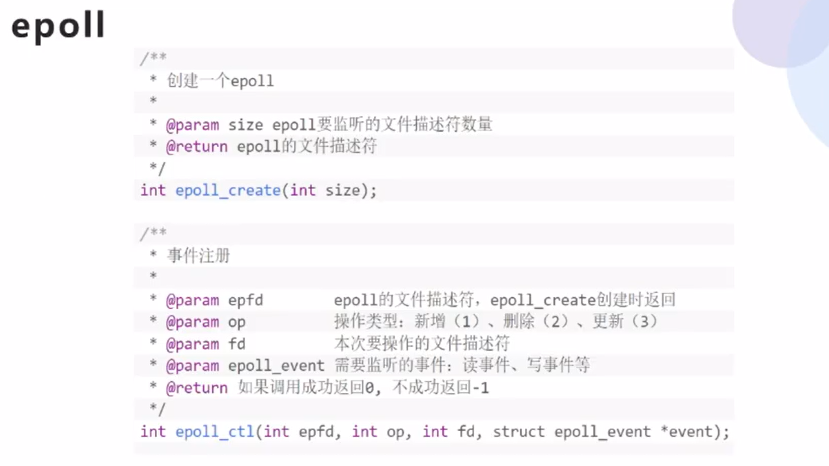 epoll
/**
 * 创建一个epoll
 *
 * @param size epoll要监听的文件描述符数量
 * @return epoll的文件描述符
 */
int epoll_create(int size);
/**
 * 事件注册
 *
 * @param epfd        epoll的文件描述符，epoll_create创建时返回
 * @param op          操作类型：新增（1）、删除（2）、更新（3）
 * @param fd          本次要操作的文件描述符
 * @param epoll_event 需要监听的事件：读事件、写事件等
 * @return 如果调用成功返回0, 不成功返回-1
 */
int epoll_ctl(int epfd, int op, int fd, struct epoll_event *event);